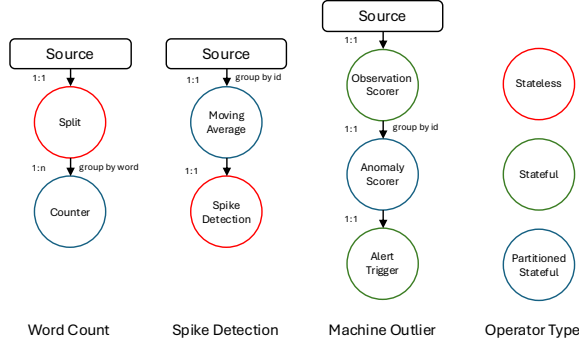 Source
1:1
Split
1:n
group by word
Counter
Word Count
Source
1:1
group by id
Moving
Average
1:1
Spike
Detection
Spike Detection
Source
1:1
Observation
Scorer
1:1
group by id
Anomaly
Scorer
1:1
Alert
Trigger
Machine Outlier
Stateless
Stateful
Partitioned
Stateful
Operator Type